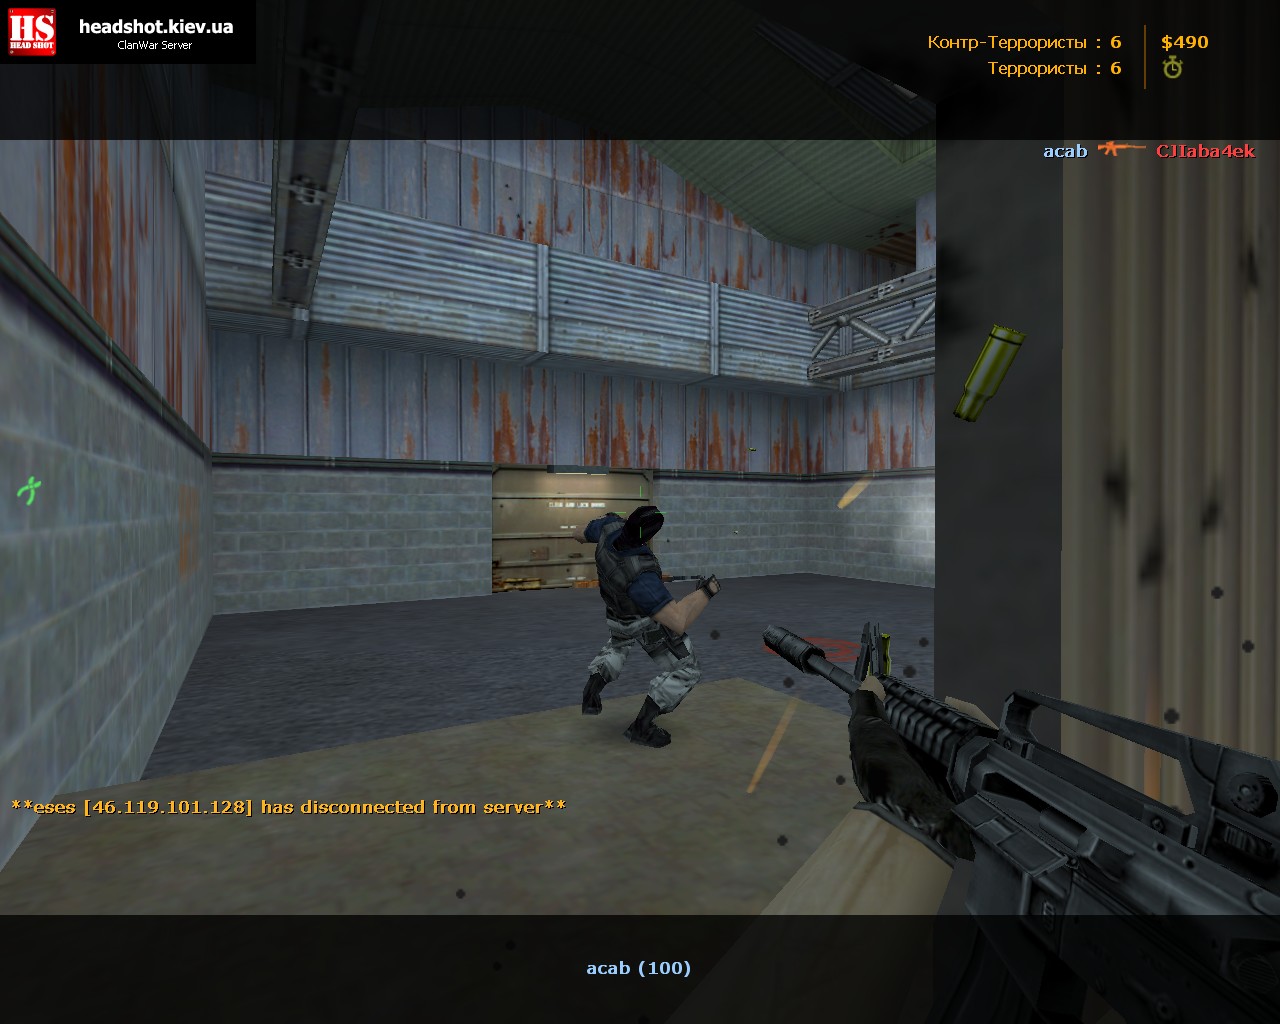 HS
HEAD SHOT
headshot.kiev.ua
ClanWar Server
Контр-Террористы : 6
$490
Террористы : 6
acab
CJIaba4ek
**eses [46.119.101.128] has disconnected from server**
acab (100)